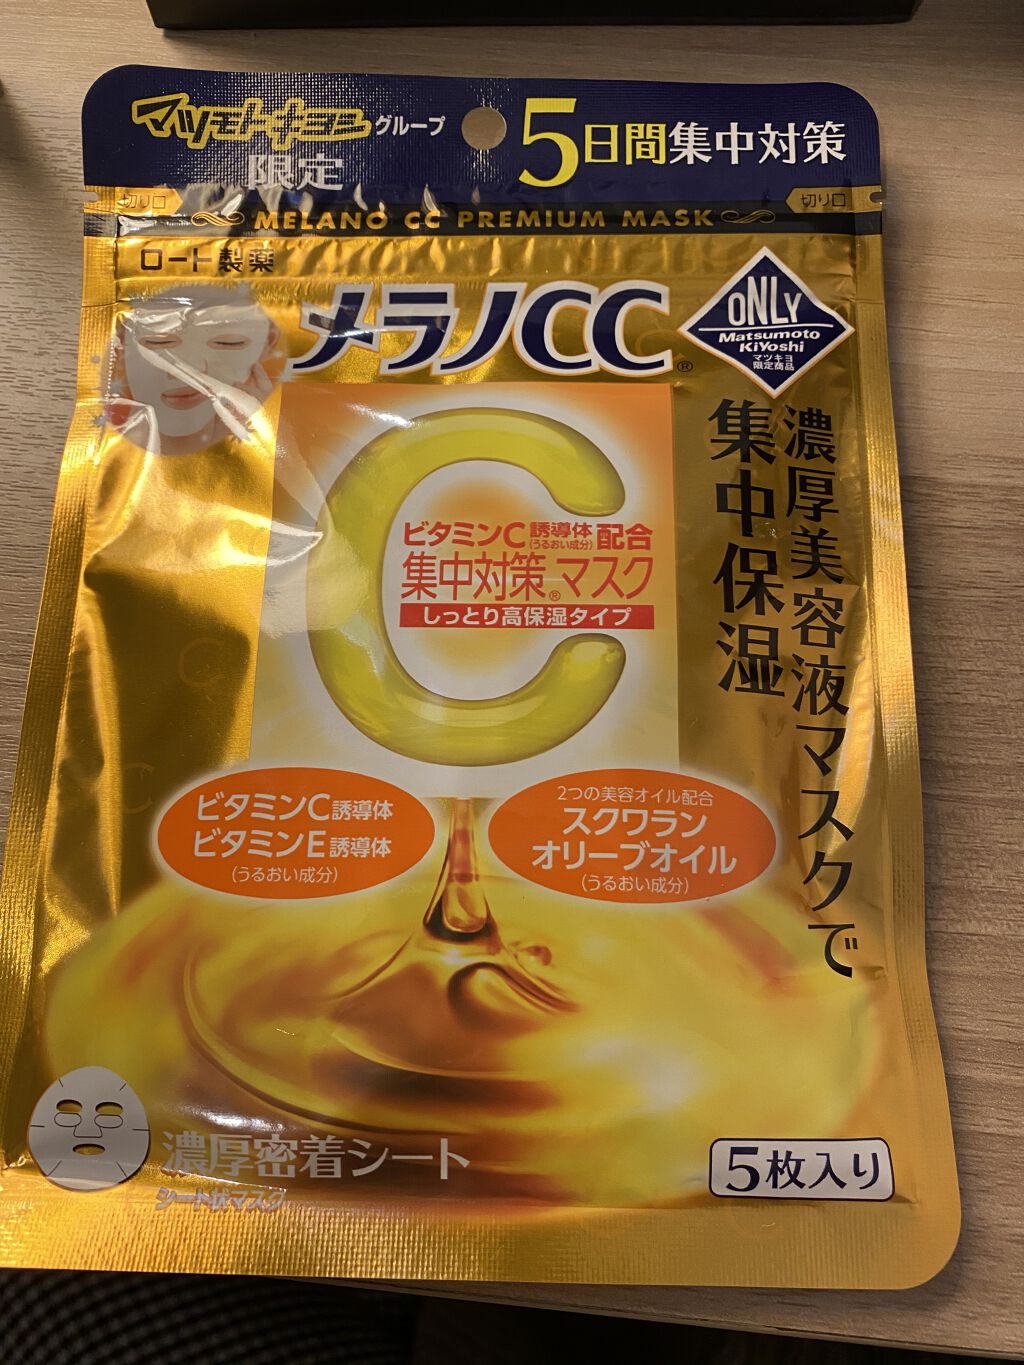 マツモトキヨシグループ
限定
5日間集中対策
切り口
切り口
MELANO CC PREMIUM MASK
ロート製薬
メラノCC®
ONLY
Matsumoto
KiYoshi
マツキヨ
限定商品
濃厚美容液マスクで
集中保湿
ビタミンC誘導体(うるおい成分)配合
集中対策®マスク
しっとり高保湿タイプ
ビタミンC誘導体
ビタミンE誘導体
(うるおい成分)
2つの美容オイル配合
スクワラン
オリーブオイル
(うるおい成分)
濃厚密着シート
シート状マスク
5枚入り